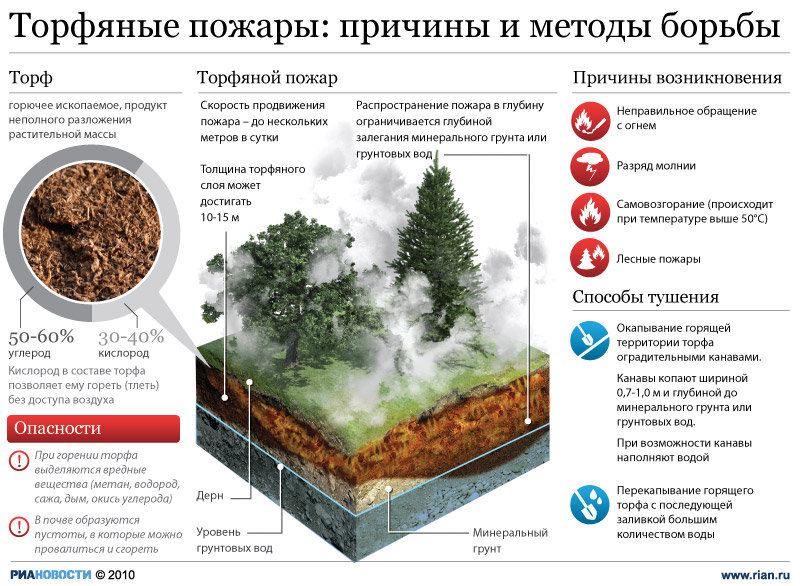 Торфяные пожары: причины и методы борьбы
Торф
горючее ископаемое, продукт
неполного разложения
растительной массы
50-60%
углерод
30-40%
кислород
Кислород в составе торфа
позволяет ему гореть (тлеть)
без доступа воздуха
Опасности
При горении торфа
выделяются вредные
вещества (метан, водород,
сажа, дым, окись углерода)
В почве образуются
пустоты, в которые можно
провалиться и сгореть
Торфяной пожар
Скорость продвижения
пожара – до нескольких
метров в сутки
Распространение пожара в глубину
ограничивается глубиной
залегания минерального грунта или
грунтовых вод
Толщина торфяного
слоя может
достигать
10-15 м
Дерн
Уровень
грунтовых вод
Минеральный
грунт
Причины возникновения
Неправильное обращение
с огнем
Разряд молнии
Самовозгорание (происходит
при температуре выше 50°С)
Лесные пожары
Способы тушения
Окапывание горящей
территории торфа
оградительными канавами.
Канавы копают шириной
0,7-1,0 м и глубиной до
минерального грунта или
грунтовых вод.
При возможности канавы
наполняют водой
Перекапывание горящего
торфа с последующей
заливкой большим
количеством воды
РИАНОВОСТИ © 2010
www.rian.ru